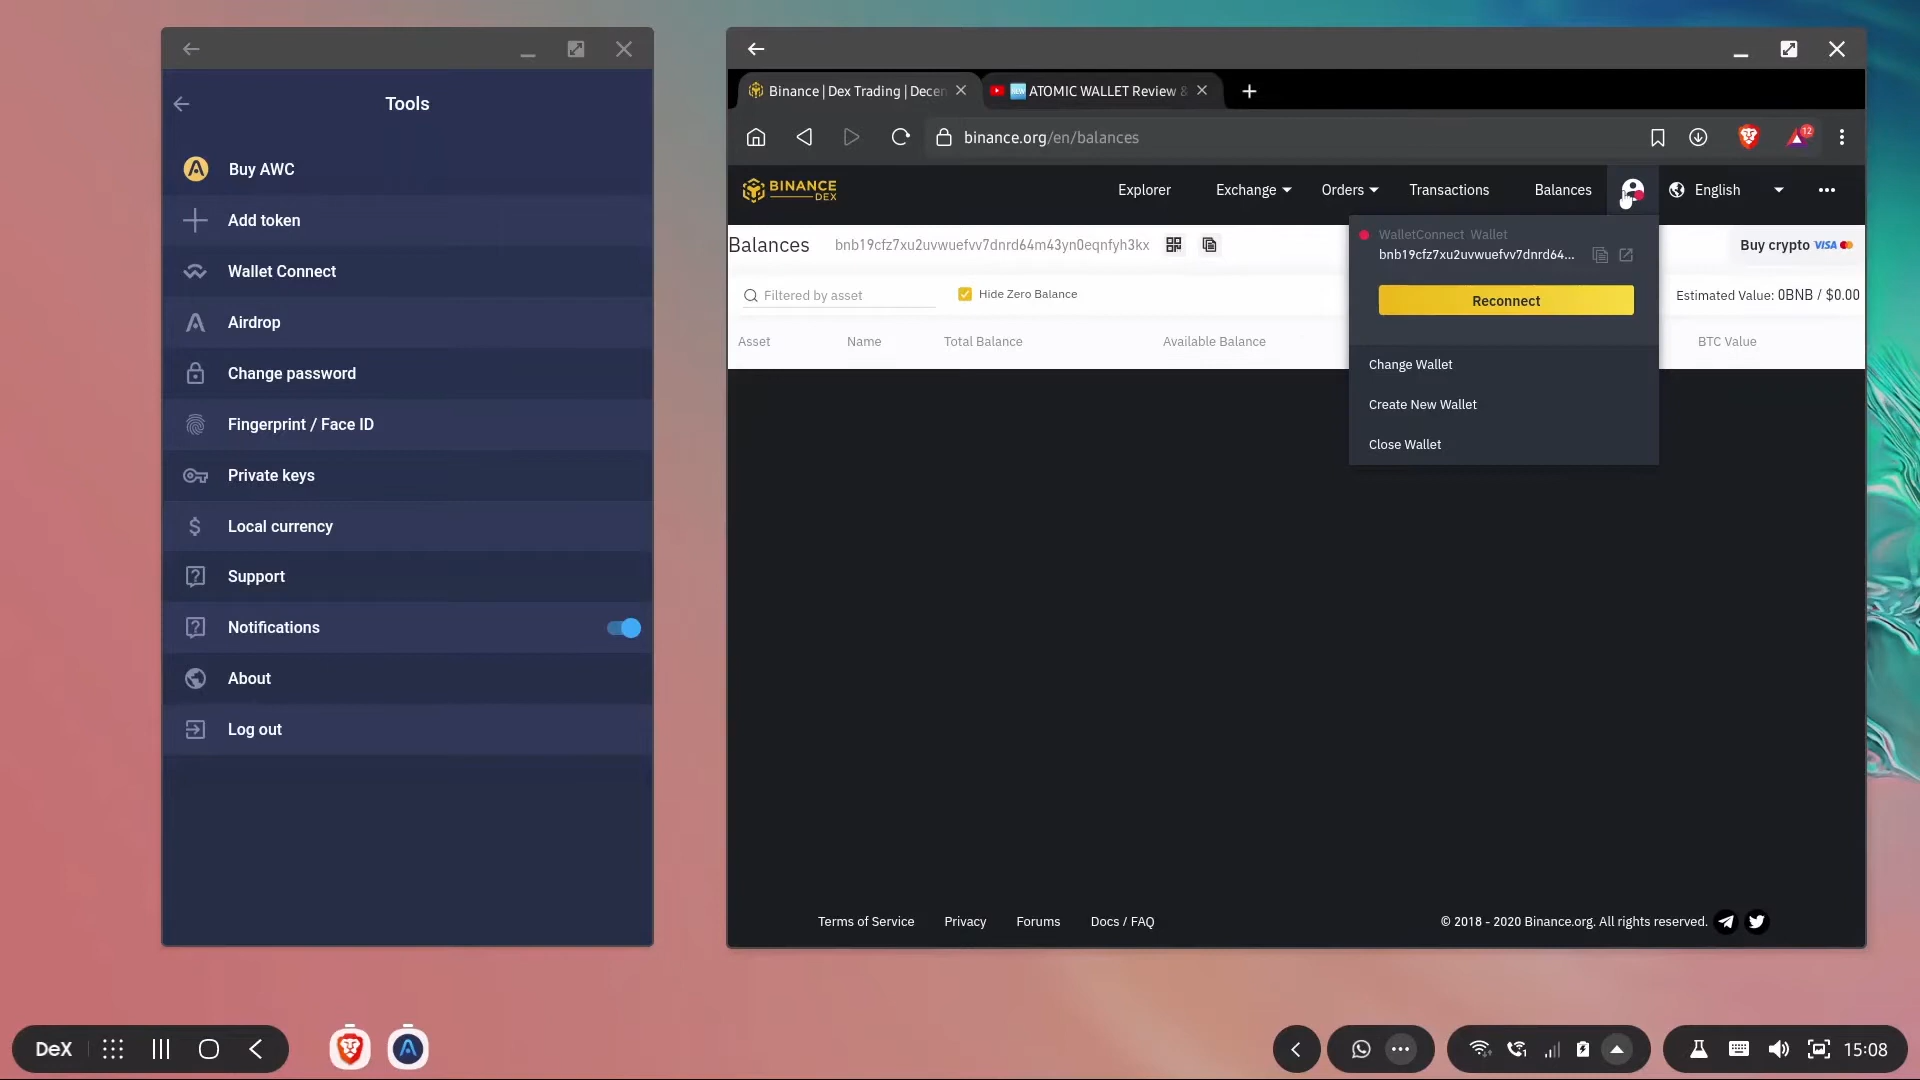 Tools
Buy AWC
Add token
Wallet Connect
Airdrop
Change password
Fingerprint / Face ID
Private keys
Local currency
Support
Notifications
About
Log out
Binance | Dex Trading | Decen
NEW ATOMIC WALLET Review &
binance.org/en/balances
12
BINANCE DEX
Explorer Exchange Orders Transactions Balances English
Balances bnb19cfz7xu2uvwuefvv7dnrd64m43yn0eqnfyh3kx
Buy crypto VISA
WalletConnect Wallet
bnb19cfz7xu2uvwuefvv7dnrd64...
Reconnect
Change Wallet
Create New Wallet
Close Wallet
Filtered by asset Hide Zero Balance Estimated Value: 0BNB / $0.00
Asset Name Total Balance Available Balance BTC Value
Terms of Service Privacy Forums Docs / FAQ © 2018 - 2020 Binance.org. All rights reserved.
DeX
15:08